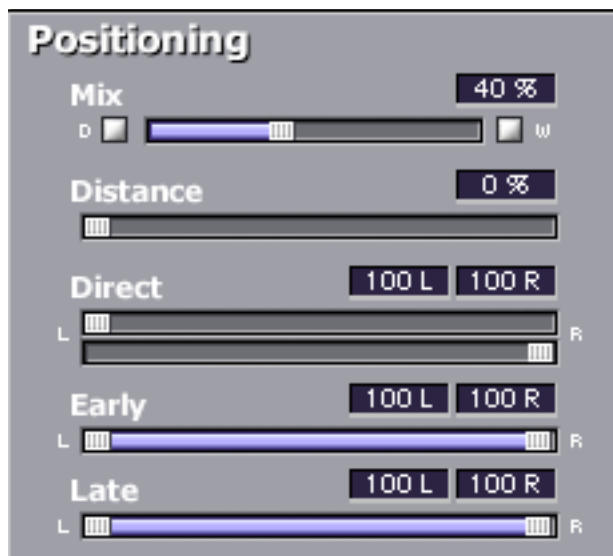 Positioning
Mix 40 %
D W
Distance 0 %
Direct 100 L 100 R
L R
Early 100 L 100 R
L R
Late 100 L 100 R
L R